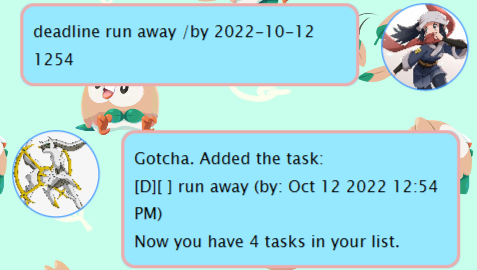 deadline run away /by 2022-10-12
1254
Gotcha. Added the task:
[D][ ] run away (by: Oct 12 2022 12:54
PM)
Now you have 4 tasks in your list.